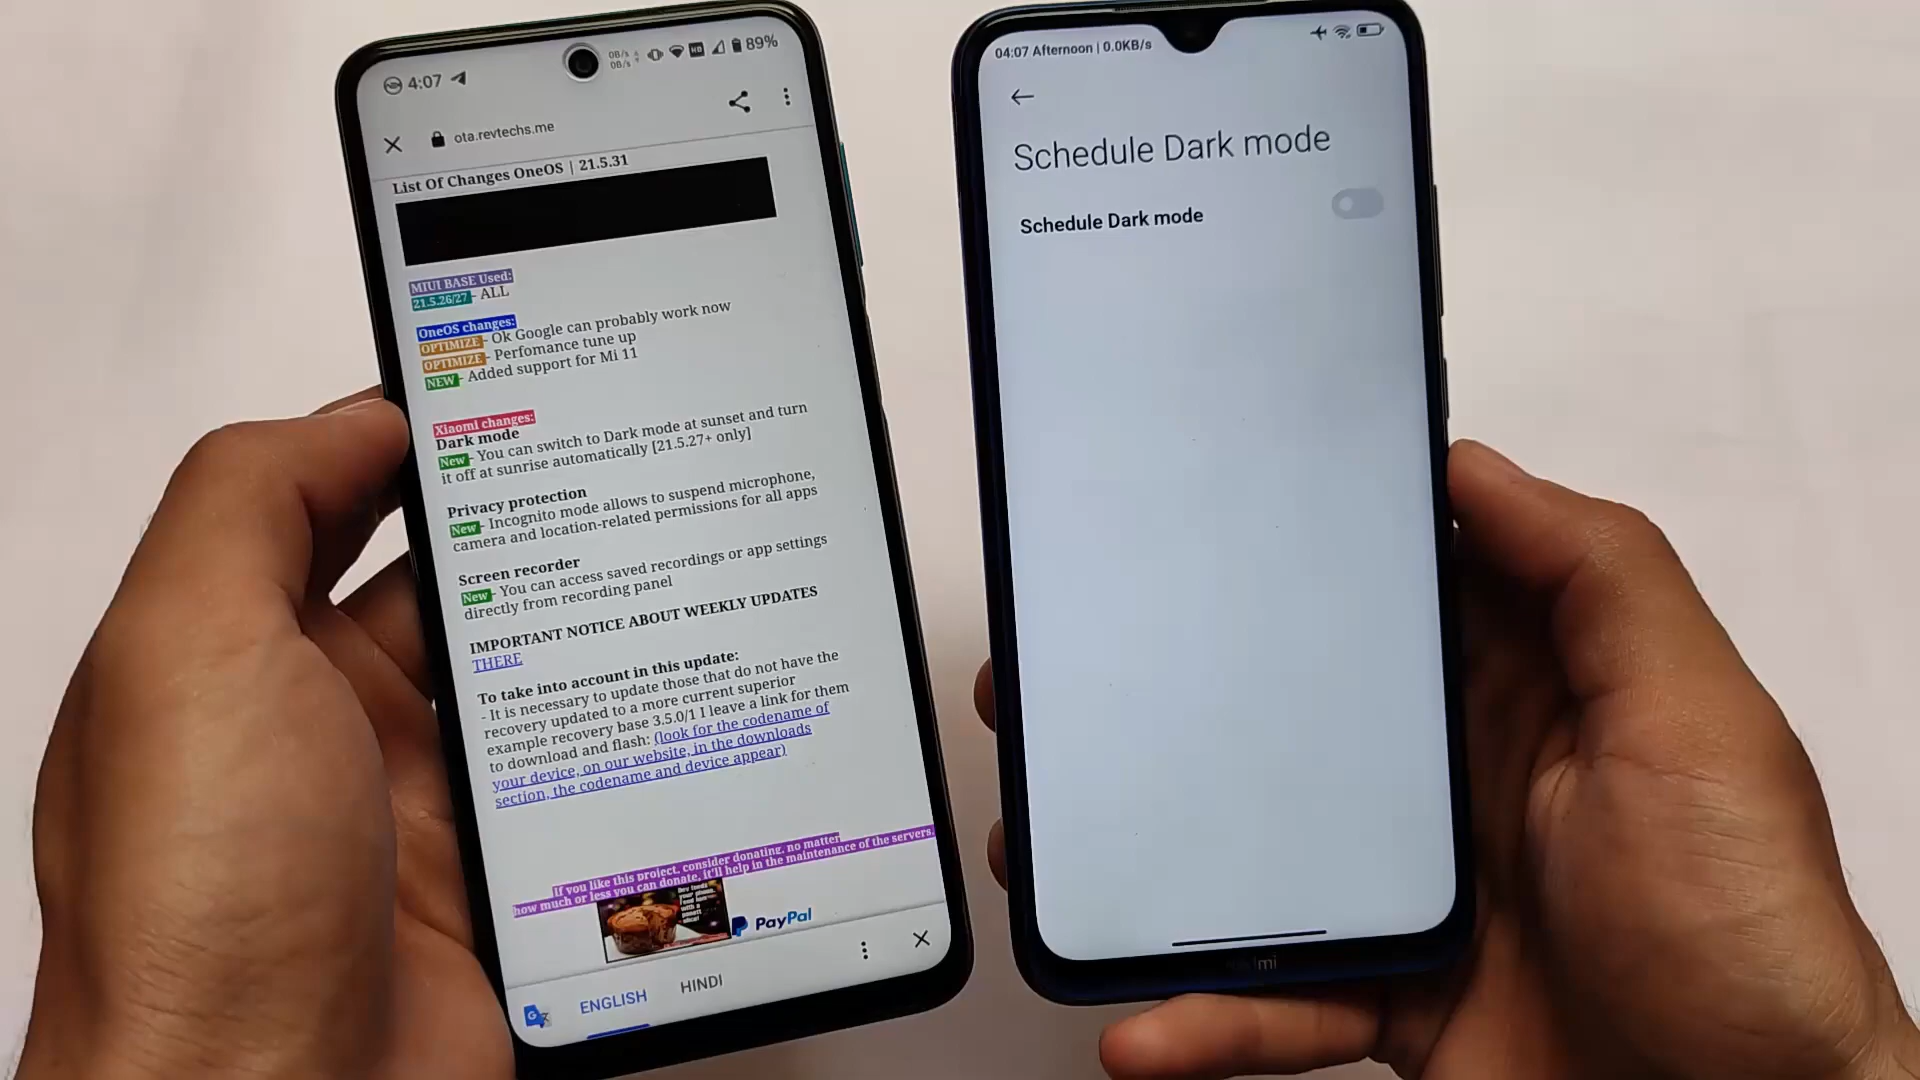 4:07
0B/s
0B/s
HD
89%
ota.revtechs.me
List Of Changes OneOS | 21.5.31
MIUI BASE Used:
21.5.26/27 - ALL
OneOS changes:
OPTIMIZE - Ok Google can probably work now
OPTIMIZE - Perfomance tune up
NEW - Added support for Mi 11
Xiaomi changes:
Dark mode
New - You can switch to Dark mode at sunset and turn
it off at sunrise automatically [21.5.27+ only]
Privacy protection
New - Incognito mode allows to suspend microphone,
camera and location-related permissions for all apps
Screen recorder
New - You can access saved recordings or app settings
directly from recording panel
IMPORTANT NOTICE ABOUT WEEKLY UPDATES
THERE
To take into account in this update:
- It is necessary to update those that do not have the
recovery updated to a more current superior
example recovery base 3.5.0/1 I leave a link for them
to download and flash: (look for the codename of
your device, on our website, in the downloads
section, the codename and device appear)
If you like this project, consider donating, no matter
how much or less you can donate, it'll help in the maintenance of the servers.
PayPal
ENGLISH HINDI
04:07 Afternoon | 0.0KB/s
Schedule Dark mode
Schedule Dark mode